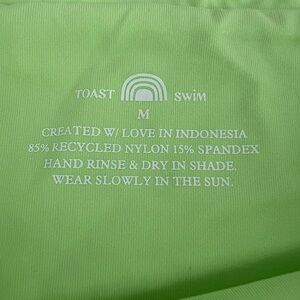 TOAST SWIM
M
CREATED W/ LOVE IN INDONESIA
85% RECYCLED NYLON 15% SPANDEX
HAND RINSE & DRY IN SHADE.
WEAR SLOWLY IN THE SUN.